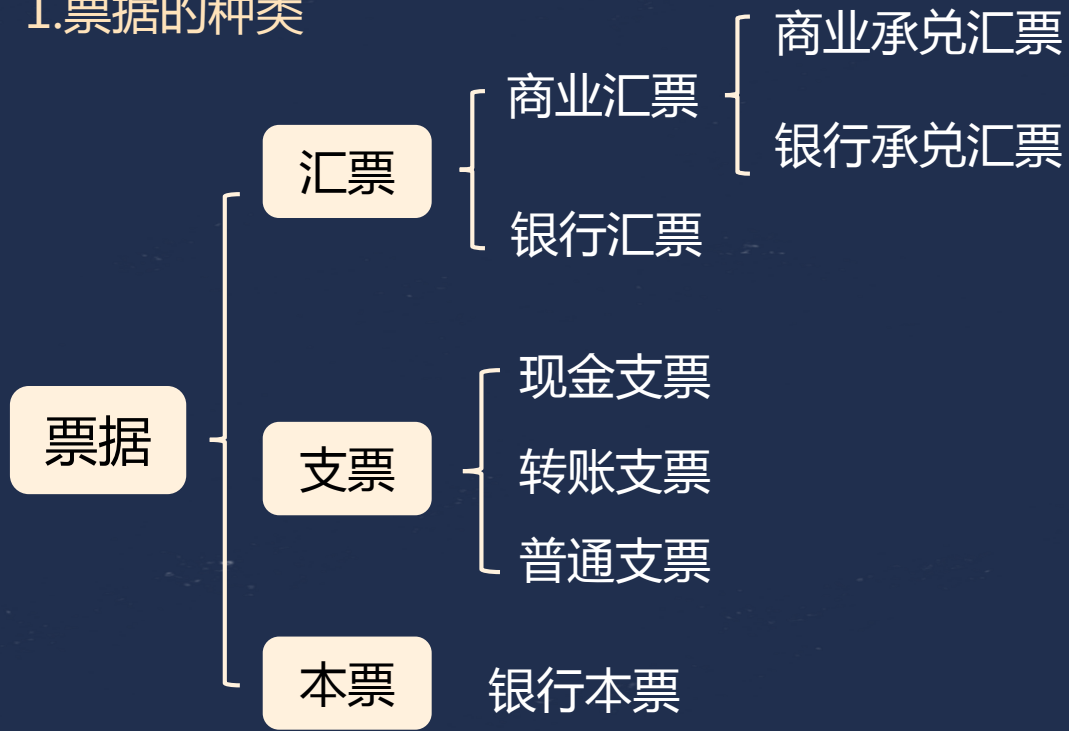 1.票据的种类
票据
汇票
商业汇票
商业承兑汇票
银行承兑汇票
银行汇票
支票
现金支票
转账支票
普通支票
本票
银行本票